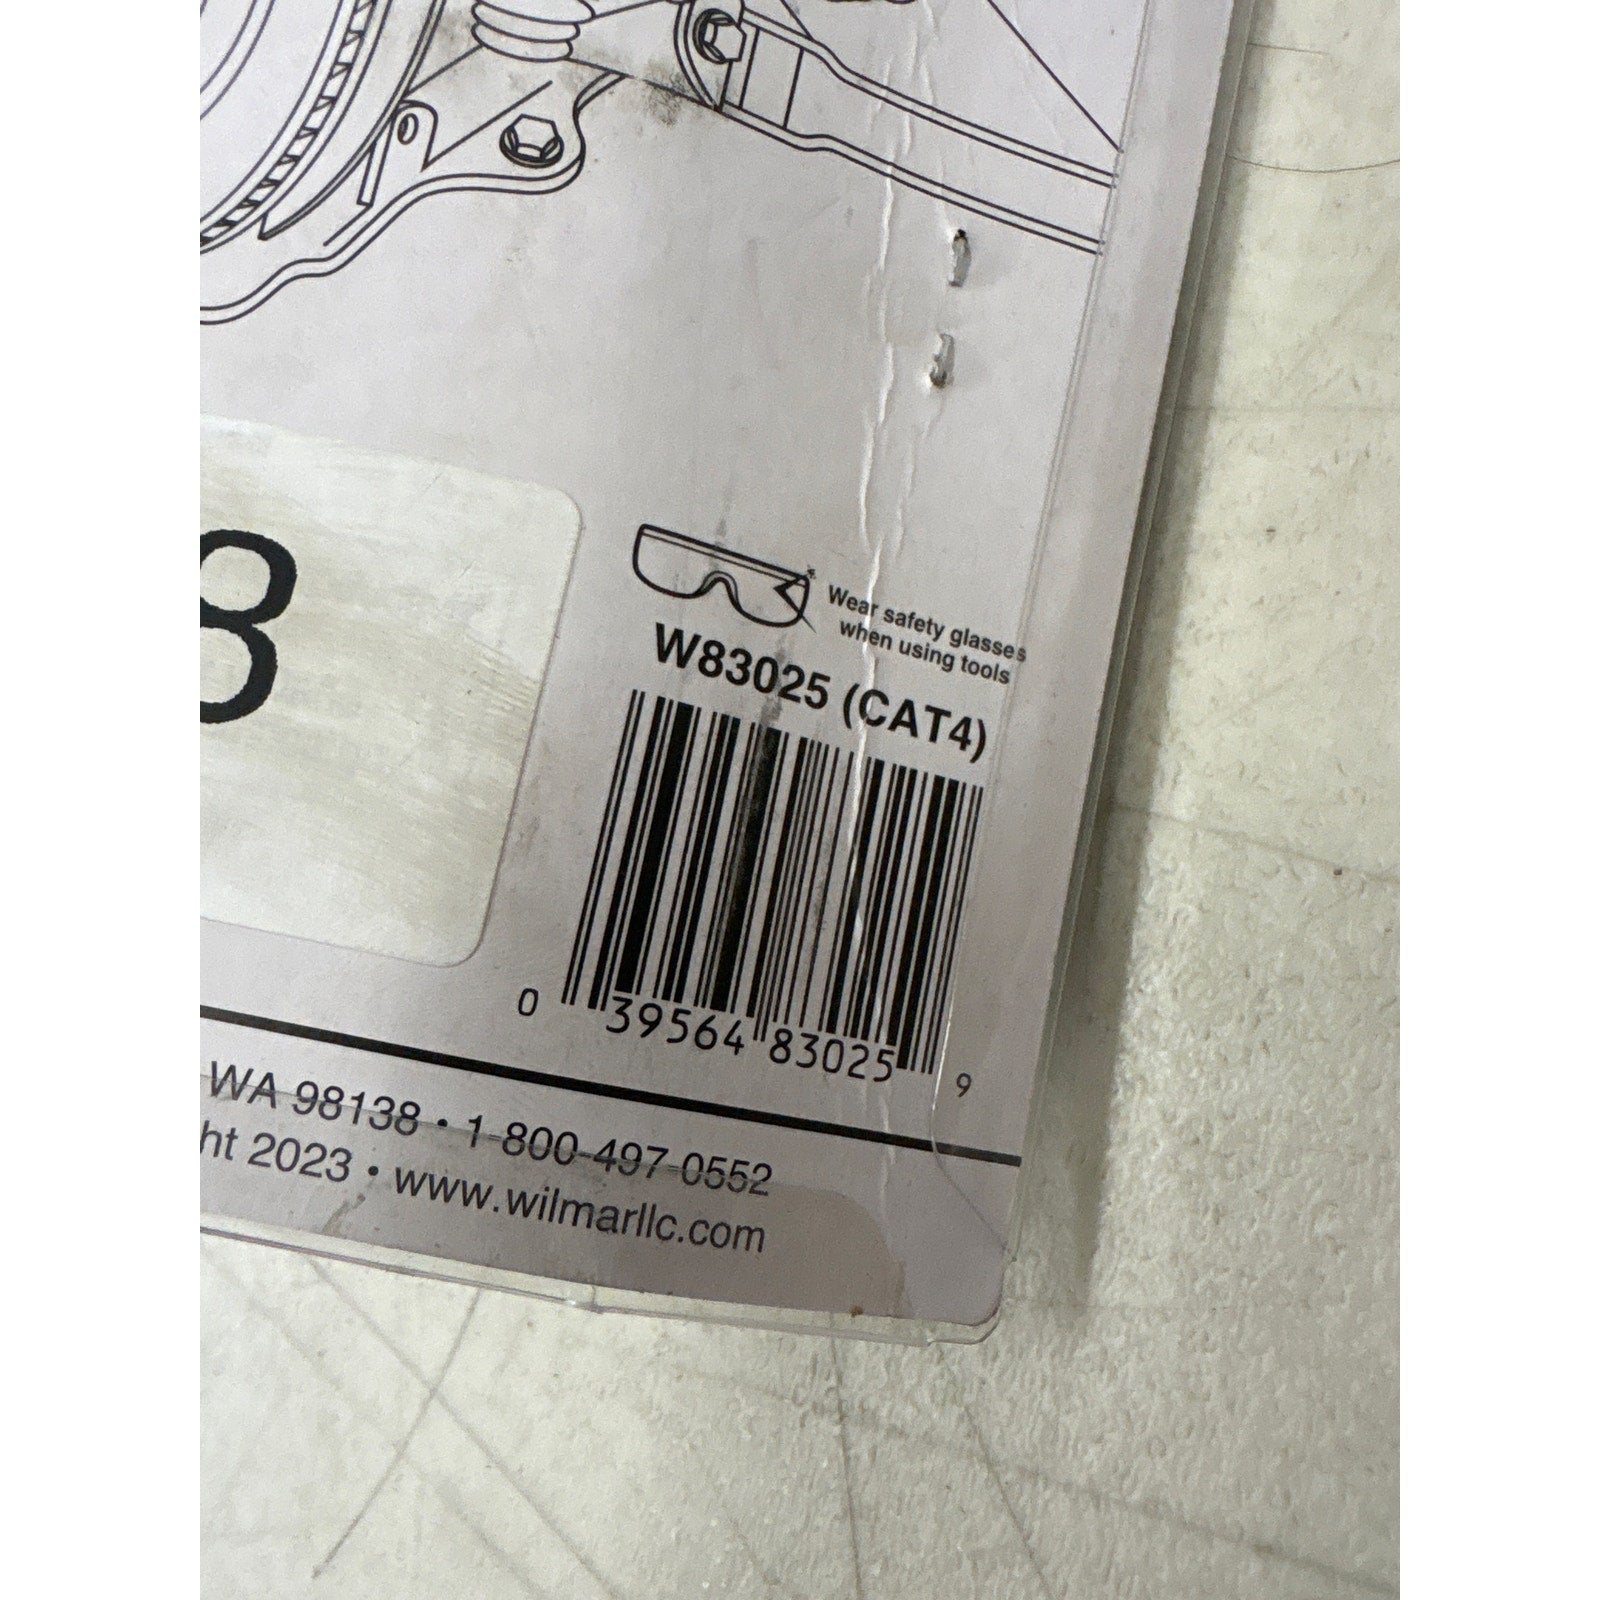 8
Wear safety glasses
when using tools
W83025 (CAT4)
0 39564 83025 9
WA 98138 • 1-800-497-0552
ht 2023 • www.wilmarllc.com